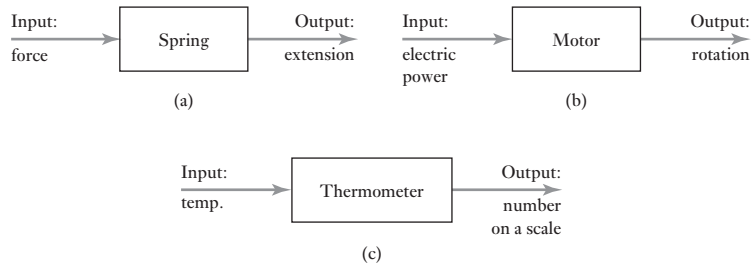 Input:
force
Spring
Output:
extension
(a)
Input:
electric
power
Motor
Output:
rotation
(b)
Input:
temp.
Thermometer
Output:
number
on a scale
(c)